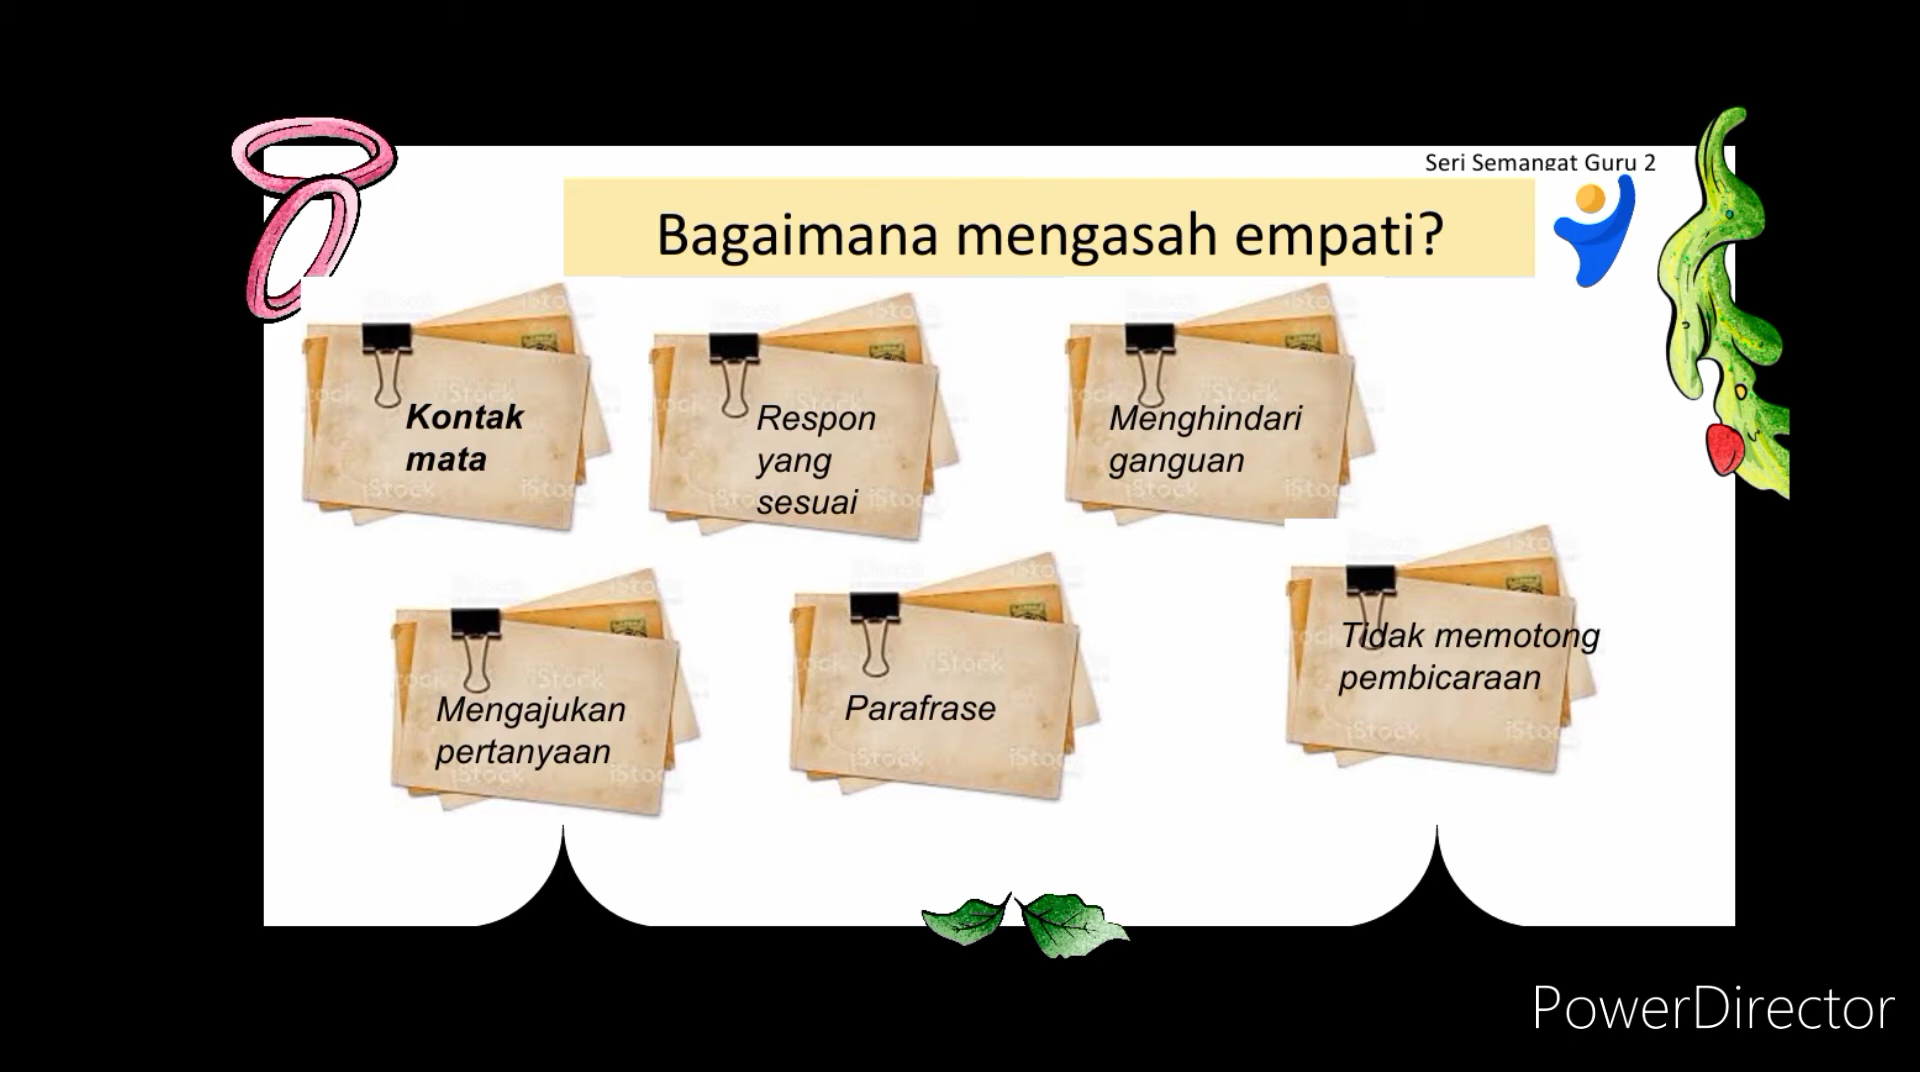 Seri Semangat Guru 2
Bagaimana mengasah empati?
Kontak
mata
Respon
yang
sesuai
Menghindari
ganguan
Mengajukan
pertanyaan
Parafrase
Tidak memotong
pembicaraan
iStock
PowerDirector